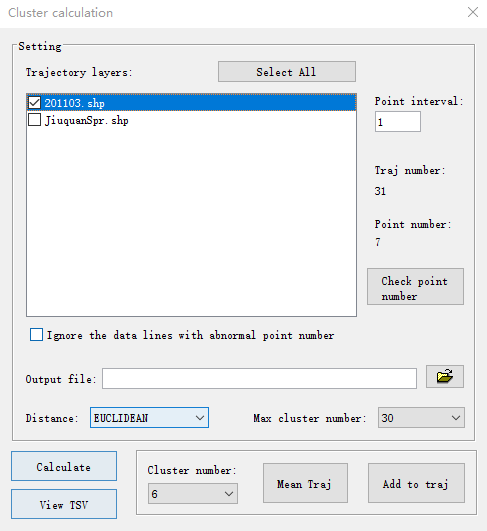 Cluster calculation
Setting
Trajectory layers:
Select All
201103.shp
JiuquanSpr.shp
Point interval:
1
Traj number:
31
Point number:
7
Check point
number
Ignore the data lines with abnormal point number
Output file:
Distance:
EUCLIDEAN
Max cluster number:
30
Calculate
View TSV
Cluster number:
6
Mean Traj
Add to traj